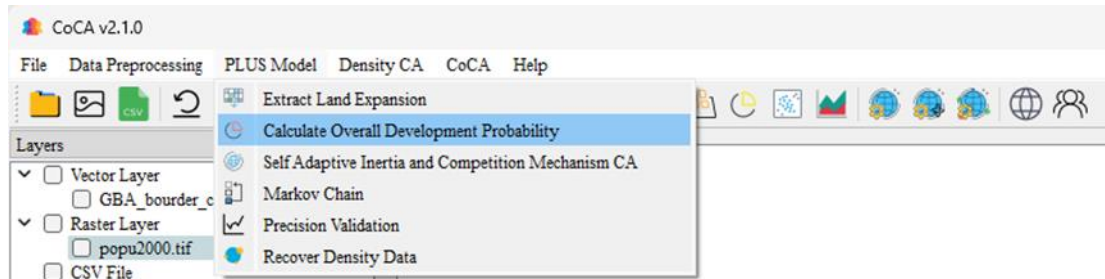 CoCA v2.1.0
File Data Preprocessing PLUS Model Density CA CoCA Help
CSV
Layers
Vector Layer
GBA_bourder_c
Raster Layer
popu2000.tif
CSV File
Extract Land Expansion
Calculate Overall Development Probability
Self Adaptive Inertia and Competition Mechanism CA
Markov Chain
Precision Validation
Recover Density Data